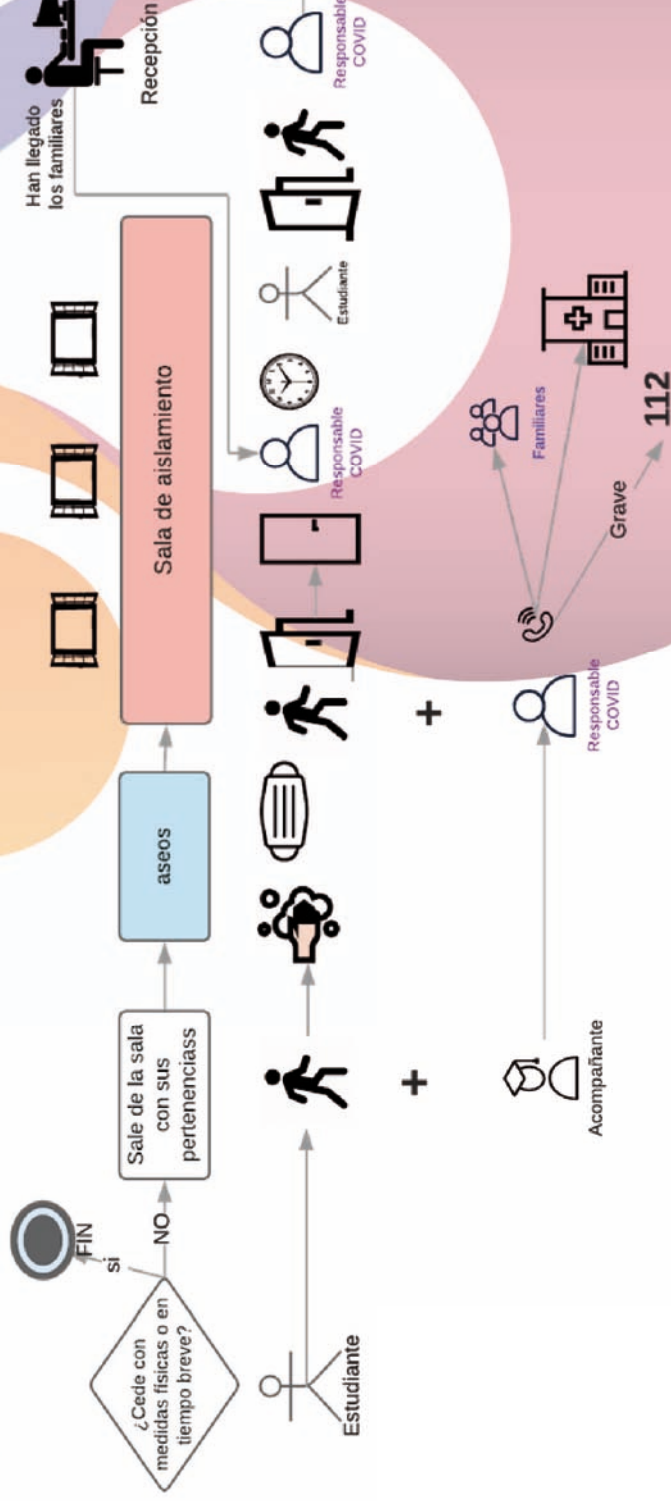 ¿Cede con
medidas físicas o en
tiempo breve?
si
FIN
NO
Sale de la sala
con sus
pertenenciass
aseos
Sala de aislamiento
Han llegado
los familiares
Recepción
Estudiante
Responsable
COVID
Estudiante
Responsable
COVID
+
+
Acompañante
Responsable
COVID
Familiares
Grave
112